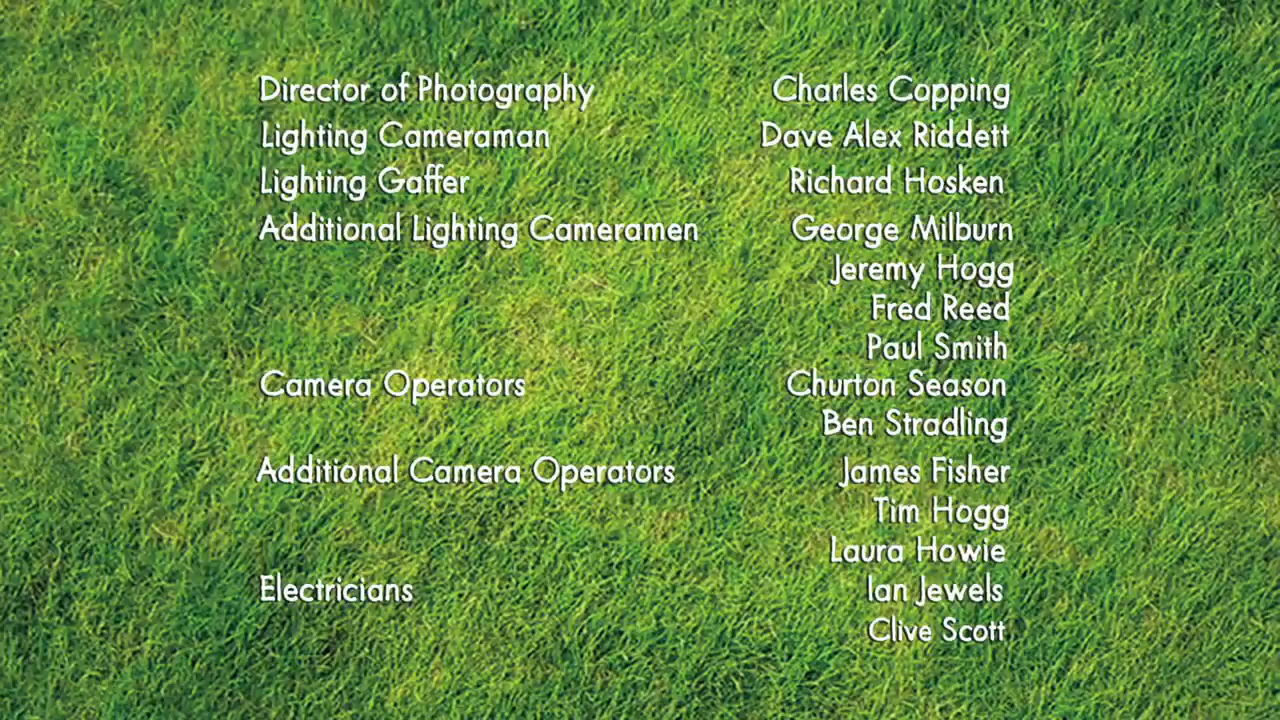 Director of Photography Charles Copping
Lighting Cameraman Dave Alex Riddett
Lighting Gaffer Richard Hosken
Additional Lighting Cameramen George Milburn
Jeremy Hogg
Fred Reed
Paul Smith
Camera Operators Churton Season
Ben Stradling
Additional Camera Operators James Fisher
Tim Hogg
Laura Howie
Electricians Ian Jewels
Clive Scott